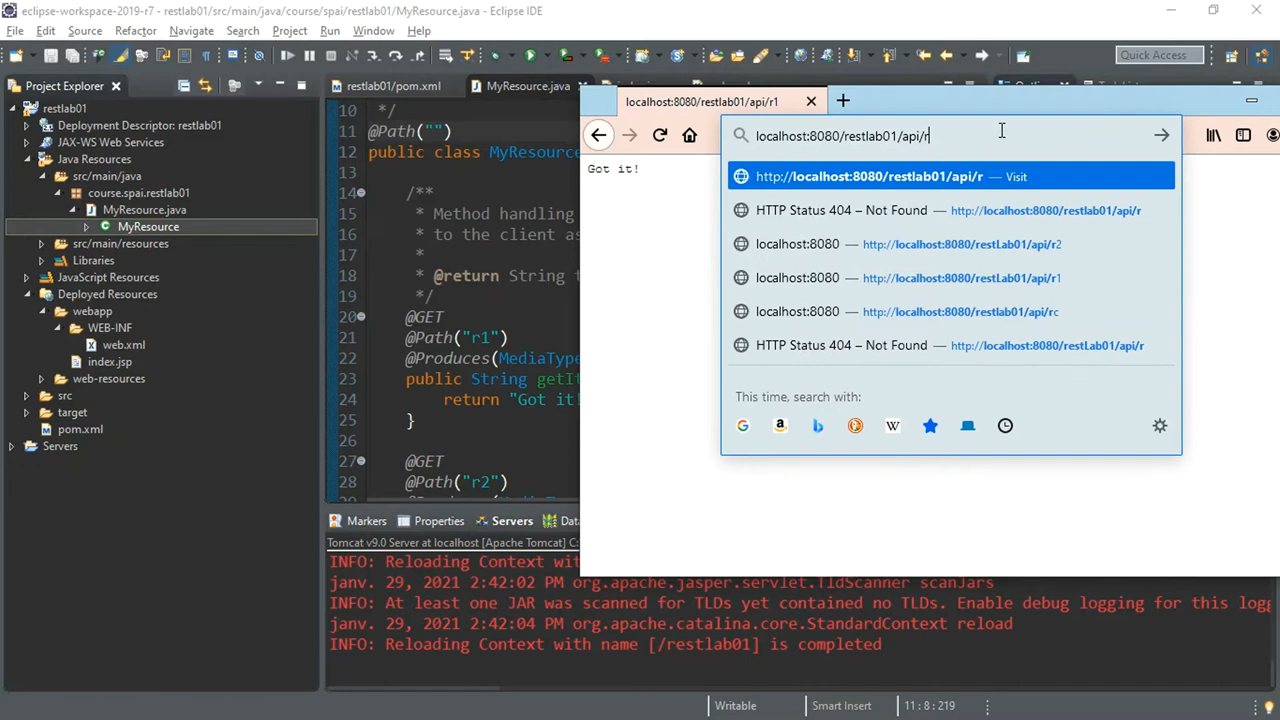 eclipse-workspace-2019-r7 - restlab01/src/main/java/course/spai/restlab01/MyResource.java - Eclipse IDE
File Edit Source Refactor Navigate Search Project Run Window Help
Quick Access
Project Explorer
restlab01
Deployment Descriptor: restlab01
JAX-WS Web Services
Java Resources
src/main/java
course.spai.restlab01
MyResource.java
MyResource
src/main/resources
Libraries
JavaScript Resources
Deployed Resources
webapp
WEB-INF
web.xml
index.jsp
web-resources
src
target
pom.xml
Servers
restlab01/pom.xml
MyResource.java
10 */
11 @Path("")
12 public class MyResource
13
14 /**
15 * Method handling
16 * to the client as
17 *
18 * @return String t
19 */
20 @GET
21 @Path("r1")
22 @Produces(MediaType
23 public String getIt
24 return "Got it!
25 }
26
27 @GET
28 @Path("r2")
localhost:8080/restlab01/api/r1
localhost:8080/restlab01/api/r
Got it!
http://localhost:8080/restlab01/api/r — Visit
HTTP Status 404 – Not Found — http://localhost:8080/restlab01/api/r
localhost:8080 — http://localhost:8080/restLab01/api/r2
localhost:8080 — http://localhost:8080/restLab01/api/r1
localhost:8080 — http://localhost:8080/restLab01/api/rc
HTTP Status 404 – Not Found — http://localhost:8080/restLab01/api/r
This time, search with:
Markers Properties Servers Dat
Tomcat v9.0 Server at localhost [Apache Tomcat] C:
INFO: Reloading Context wit
janv. 29, 2021 2:42:02 PM org.apache.jasper.servlet.TldScanner scanJars
INFO: At least one JAR was scanned for TLDs yet contained no TLDs. Enable debug logging for this logg
janv. 29, 2021 2:42:04 PM org.apache.catalina.core.StandardContext reload
INFO: Reloading Context with name [/restlab01] is completed
Writable Smart Insert 11 : 8 : 219